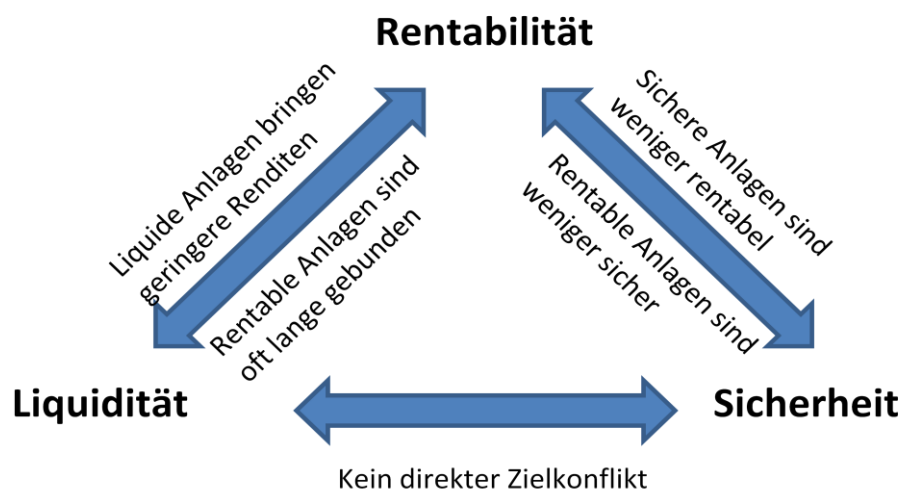 Rentabilität
Liquide Anlagen bringen
geringere Renditen
Rentable Anlagen sind
oft lange gebunden
Sichere Anlagen sind
weniger rentabel
Rentable Anlagen sind
weniger sicher
Liquidität
Sicherheit
Kein direkter Zielkonflikt